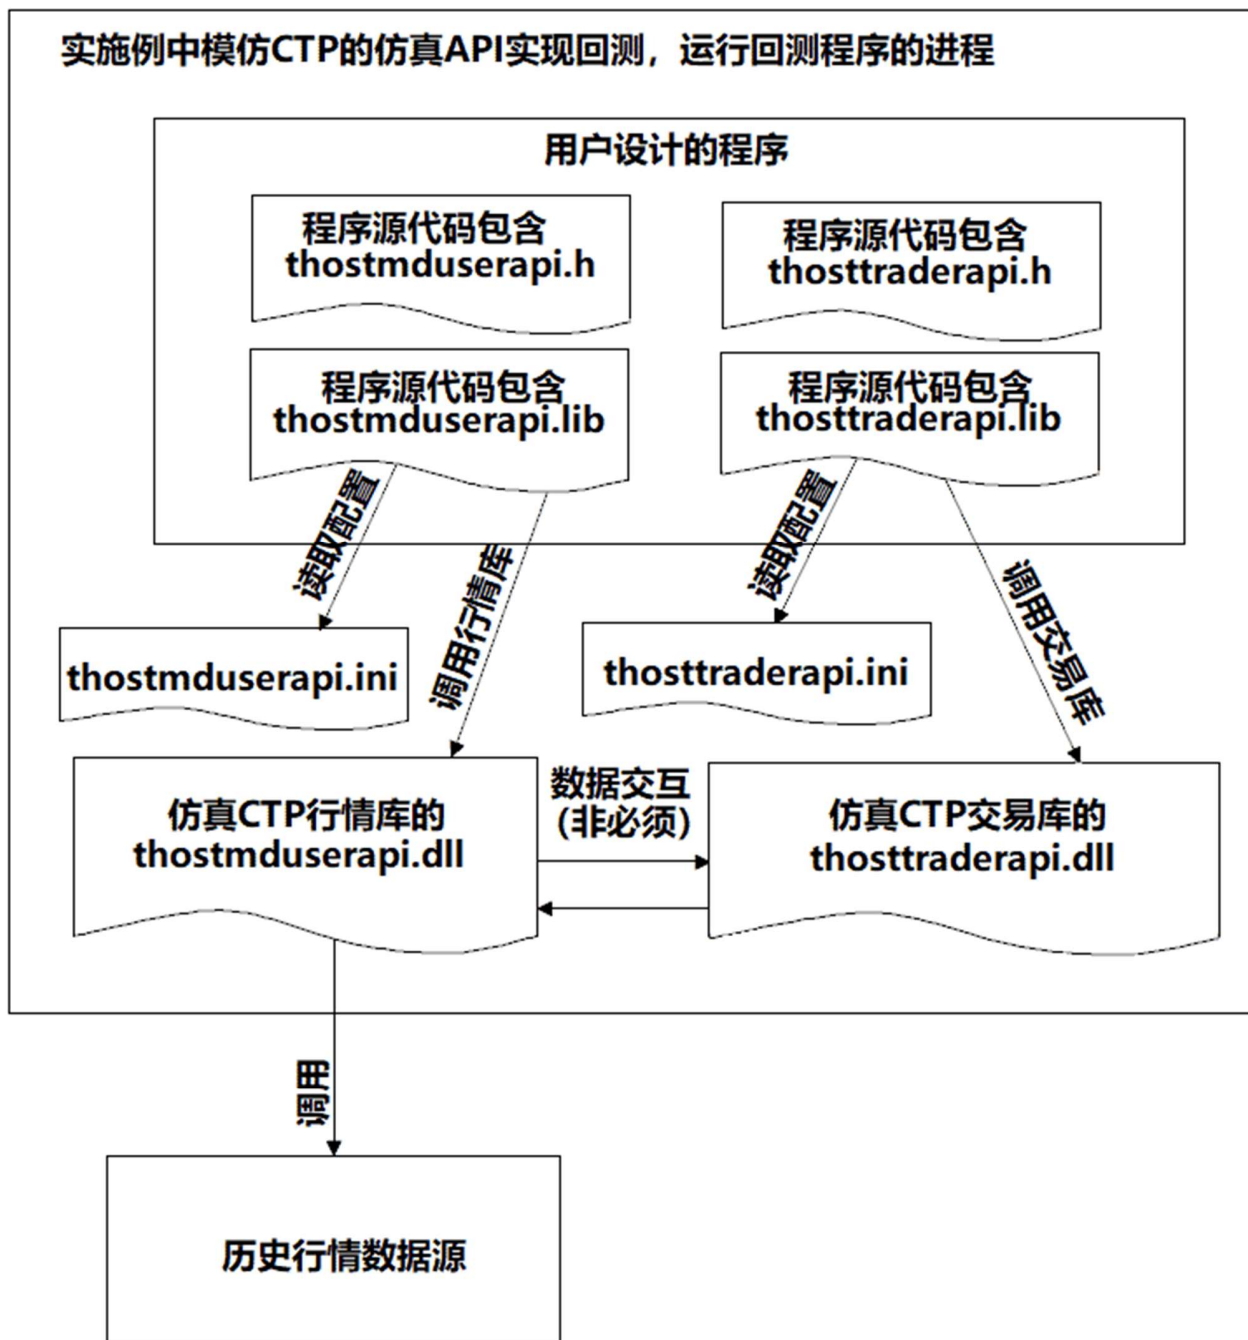 实施例中模仿CTP的仿真API实现回测，运行回测程序的进程
用户设计的程序
程序源代码包含
thostmduserapi.h
程序源代码包含
thosttraderapi.h
程序源代码包含
thostmduserapi.lib
程序源代码包含
thosttraderapi.lib
读取配置
调用行情库
读取配置
调用交易库
thostmduserapi.ini
thosttraderapi.ini
仿真CTP行情库的
thostmduserapi.dll
数据交互
（非必须）
仿真CTP交易库的
thosttraderapi.dll
调用
历史行情数据源